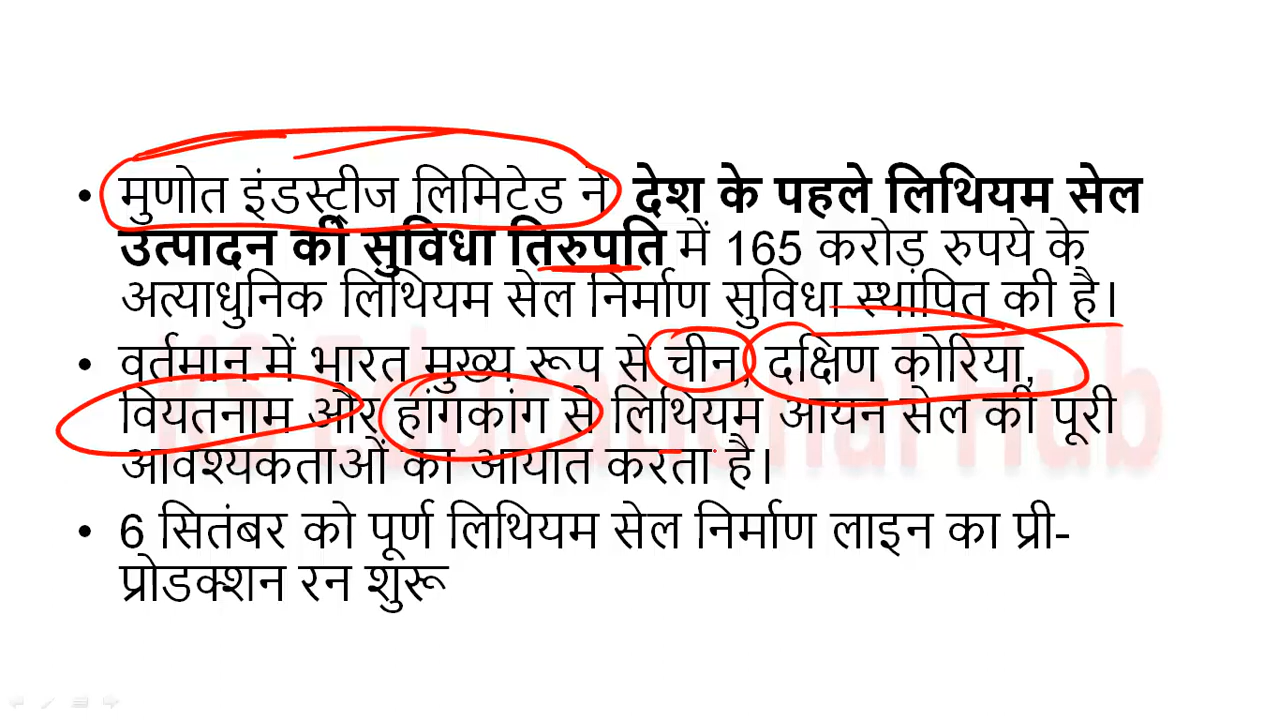 • मुणोत इंडस्ट्रीज लिमिटेड ने देश के पहले लिथियम सेल
उत्पादन की सुविधा तिरुपति में 165 करोड़ रुपये के
अत्याधुनिक लिथियम सेल निर्माण सुविधा स्थापित की है।
• वर्तमान में भारत मुख्य रूप से चीन, दक्षिण कोरिया,
वियतनाम और हांगकांग से लिथियम आयन सेल की पूरी
आवश्यकताओं का आयात करता है।
• 6 सितंबर को पूर्ण लिथियम सेल निर्माण लाइन का प्री-
प्रोडक्शन रन शुरू